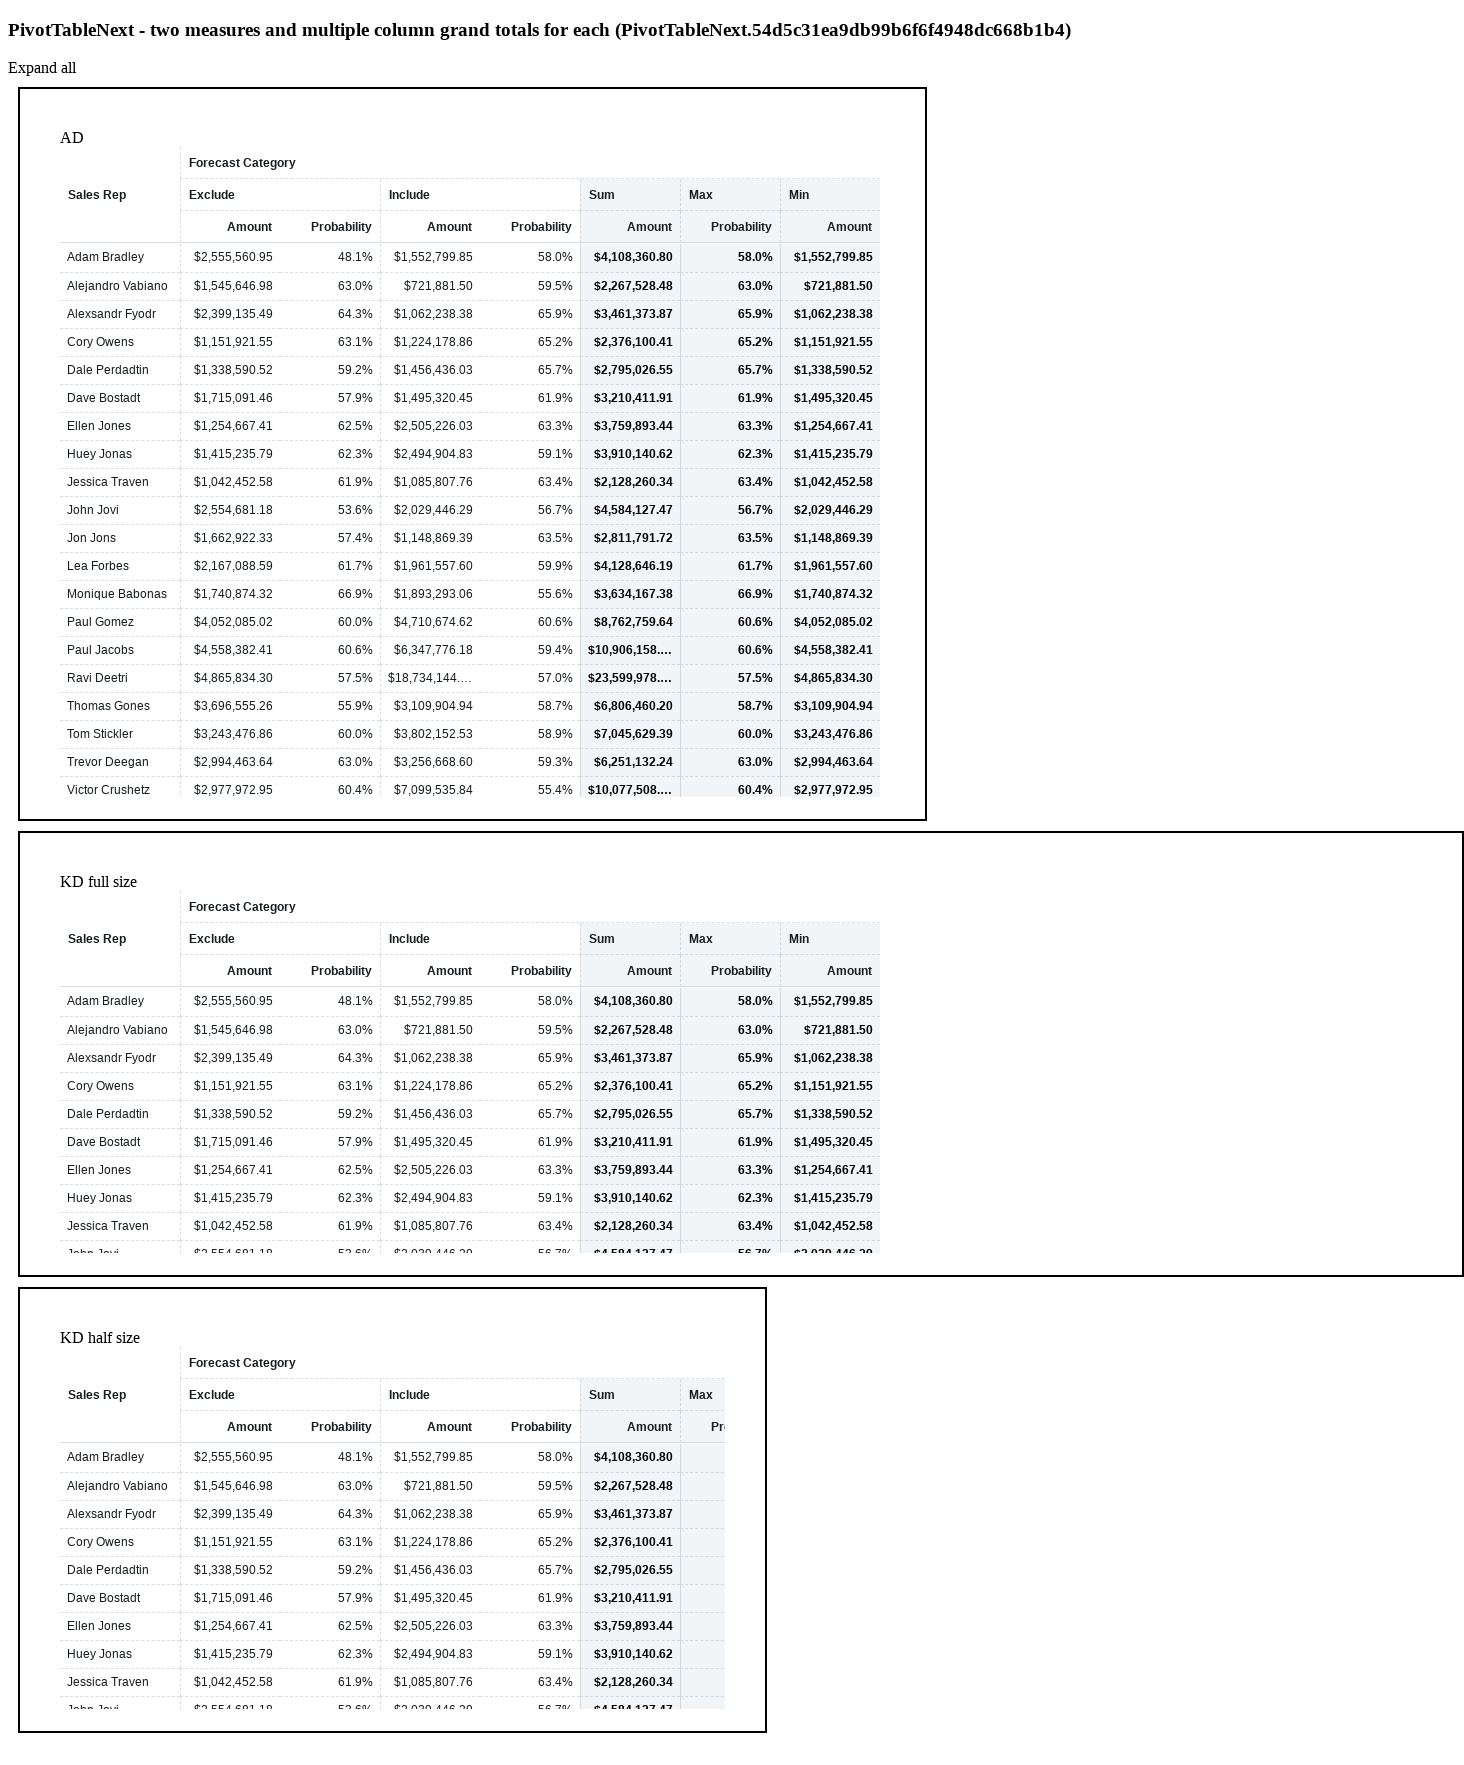 PivotTableNext - two measures and multiple column grand totals for each (PivotTableNext.54d5c31ea9db99b6f6f4948dc668b1b4)
Expand all
AD
Forecast Category
Sales Rep Exclude Include Sum Max Min
Amount Probability Amount Probability Amount Probability Amount
Adam Bradley $2,555,560.95 48.1% $1,552,799.85 58.0% $4,108,360.80 58.0% $1,552,799.85
Alejandro Vabiano $1,545,646.98 63.0% $721,881.50 59.5% $2,267,528.48 63.0% $721,881.50
Alexsandr Fyodr $2,399,135.49 64.3% $1,062,238.38 65.9% $3,461,373.87 65.9% $1,062,238.38
Cory Owens $1,151,921.55 63.1% $1,224,178.86 65.2% $2,376,100.41 65.2% $1,151,921.55
Dale Perdadtin $1,338,590.52 59.2% $1,456,436.03 65.7% $2,795,026.55 65.7% $1,338,590.52
Dave Bostadt $1,715,091.46 57.9% $1,495,320.45 61.9% $3,210,411.91 61.9% $1,495,320.45
Ellen Jones $1,254,667.41 62.5% $2,505,226.03 63.3% $3,759,893.44 63.3% $1,254,667.41
Huey Jonas $1,415,235.79 62.3% $2,494,904.83 59.1% $3,910,140.62 62.3% $1,415,235.79
Jessica Traven $1,042,452.58 61.9% $1,085,807.76 63.4% $2,128,260.34 63.4% $1,042,452.58
John Jovi $2,554,681.18 53.6% $2,029,446.29 56.7% $4,584,127.47 56.7% $2,029,446.29
Jon Jons $1,662,922.33 57.4% $1,148,869.39 63.5% $2,811,791.72 63.5% $1,148,869.39
Lea Forbes $2,167,088.59 61.7% $1,961,557.60 59.9% $4,128,646.19 61.7% $1,961,557.60
Monique Babonas $1,740,874.32 66.9% $1,893,293.06 55.6% $3,634,167.38 66.9% $1,740,874.32
Paul Gomez $4,052,085.02 60.0% $4,710,674.62 60.6% $8,762,759.64 60.6% $4,052,085.02
Paul Jacobs $4,558,382.41 60.6% $6,347,776.18 59.4% $10,906,158.… 60.6% $4,558,382.41
Ravi Deetri $4,865,834.30 57.5% $18,734,144.… 57.0% $23,599,978.… 57.5% $4,865,834.30
Thomas Gones $3,696,555.26 55.9% $3,109,904.94 58.7% $6,806,460.20 58.7% $3,109,904.94
Tom Stickler $3,243,476.86 60.0% $3,802,152.53 58.9% $7,045,629.39 60.0% $3,243,476.86
Trevor Deegan $2,994,463.64 63.0% $3,256,668.60 59.3% $6,251,132.24 63.0% $2,994,463.64
Victor Crushetz $2,977,972.95 60.4% $7,099,535.84 55.4% $10,077,508.… 60.4% $2,977,972.95
KD full size
Forecast Category
Sales Rep Exclude Include Sum Max Min
Amount Probability Amount Probability Amount Probability Amount
Adam Bradley $2,555,560.95 48.1% $1,552,799.85 58.0% $4,108,360.80 58.0% $1,552,799.85
Alejandro Vabiano $1,545,646.98 63.0% $721,881.50 59.5% $2,267,528.48 63.0% $721,881.50
Alexsandr Fyodr $2,399,135.49 64.3% $1,062,238.38 65.9% $3,461,373.87 65.9% $1,062,238.38
Cory Owens $1,151,921.55 63.1% $1,224,178.86 65.2% $2,376,100.41 65.2% $1,151,921.55
Dale Perdadtin $1,338,590.52 59.2% $1,456,436.03 65.7% $2,795,026.55 65.7% $1,338,590.52
Dave Bostadt $1,715,091.46 57.9% $1,495,320.45 61.9% $3,210,411.91 61.9% $1,495,320.45
Ellen Jones $1,254,667.41 62.5% $2,505,226.03 63.3% $3,759,893.44 63.3% $1,254,667.41
Huey Jonas $1,415,235.79 62.3% $2,494,904.83 59.1% $3,910,140.62 62.3% $1,415,235.79
Jessica Traven $1,042,452.58 61.9% $1,085,807.76 63.4% $2,128,260.34 63.4% $1,042,452.58
John Jovi $2,554,681.18 53.6% $2,029,446.29 56.7% $4,584,127.47 56.7% $2,029,446.29
KD half size
Forecast Category
Sales Rep Exclude Include Sum Max
Amount Probability Amount Probability Amount Pr
Adam Bradley $2,555,560.95 48.1% $1,552,799.85 58.0% $4,108,360.80
Alejandro Vabiano $1,545,646.98 63.0% $721,881.50 59.5% $2,267,528.48
Alexsandr Fyodr $2,399,135.49 64.3% $1,062,238.38 65.9% $3,461,373.87
Cory Owens $1,151,921.55 63.1% $1,224,178.86 65.2% $2,376,100.41
Dale Perdadtin $1,338,590.52 59.2% $1,456,436.03 65.7% $2,795,026.55
Dave Bostadt $1,715,091.46 57.9% $1,495,320.45 61.9% $3,210,411.91
Ellen Jones $1,254,667.41 62.5% $2,505,226.03 63.3% $3,759,893.44
Huey Jonas $1,415,235.79 62.3% $2,494,904.83 59.1% $3,910,140.62
Jessica Traven $1,042,452.58 61.9% $1,085,807.76 63.4% $2,128,260.34
John Jovi $2,554,681.18 53.6% $2,029,446.29 56.7% $4,584,127.47